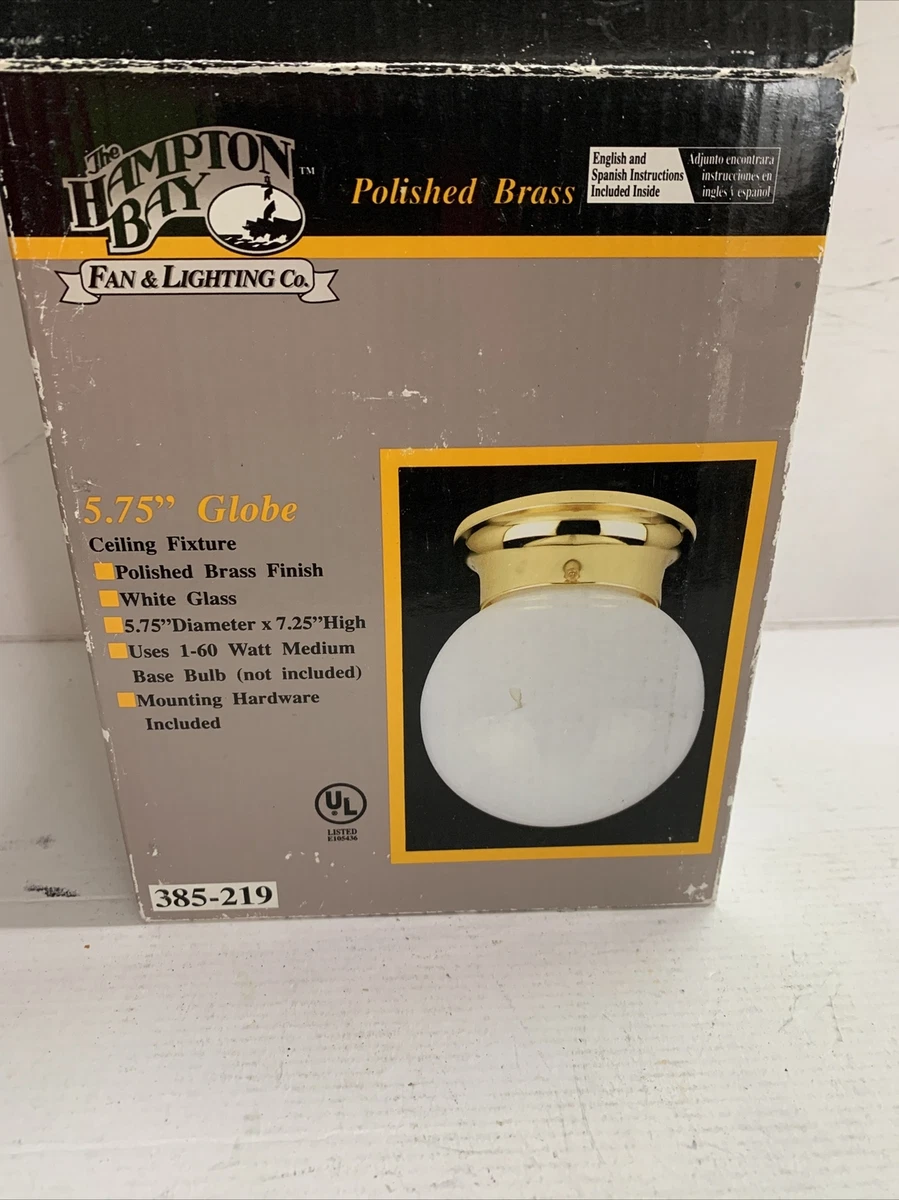 The
HAMPTON
BAY
™
FAN & LIGHTING CO.
Polished Brass
English and
Spanish Instructions
Included Inside
Adjunto encontrara
instrucciones en
ingles y español
5.75” Globe
Ceiling Fixture
Polished Brass Finish
White Glass
5.75”Diameter x 7.25”High
Uses 1-60 Watt Medium
Base Bulb (not included)
Mounting Hardware
Included
UL
LISTED
E105436
385-219